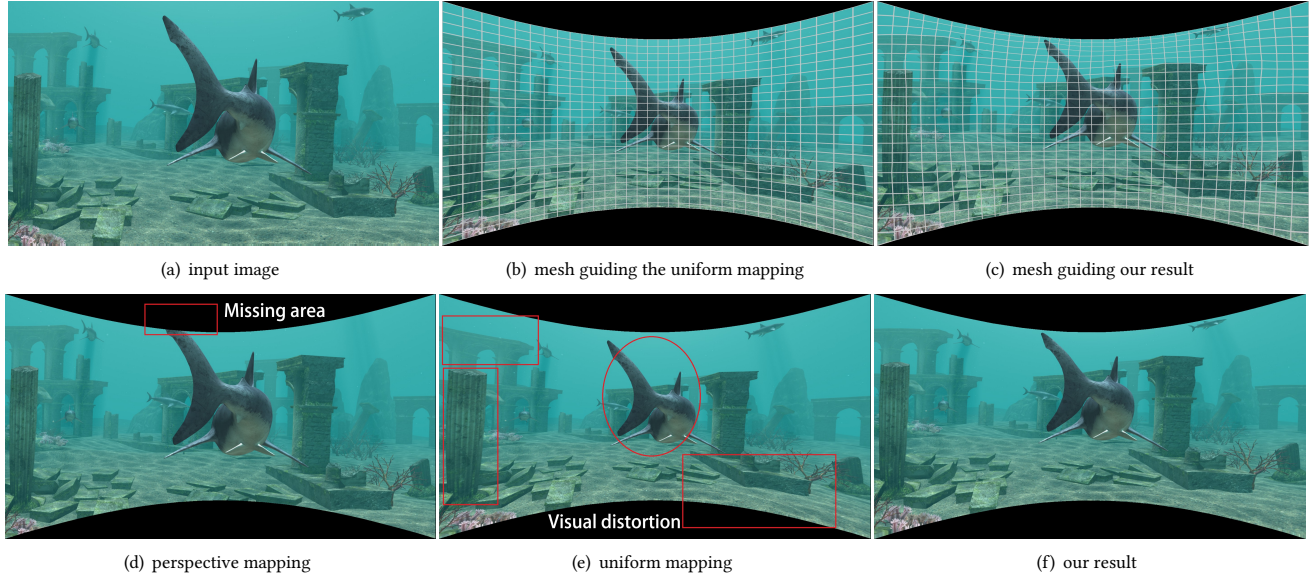 (a) input image
(b) mesh guiding the uniform mapping
(c) mesh guiding our result
Missing area
Visual distortion
(d) perspective mapping
(e) uniform mapping
(f) our result